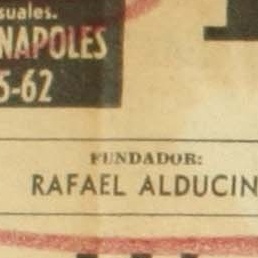 suales.
NAPOLES
5-62
FUNDADOR:
RAFAEL ALDUCIN